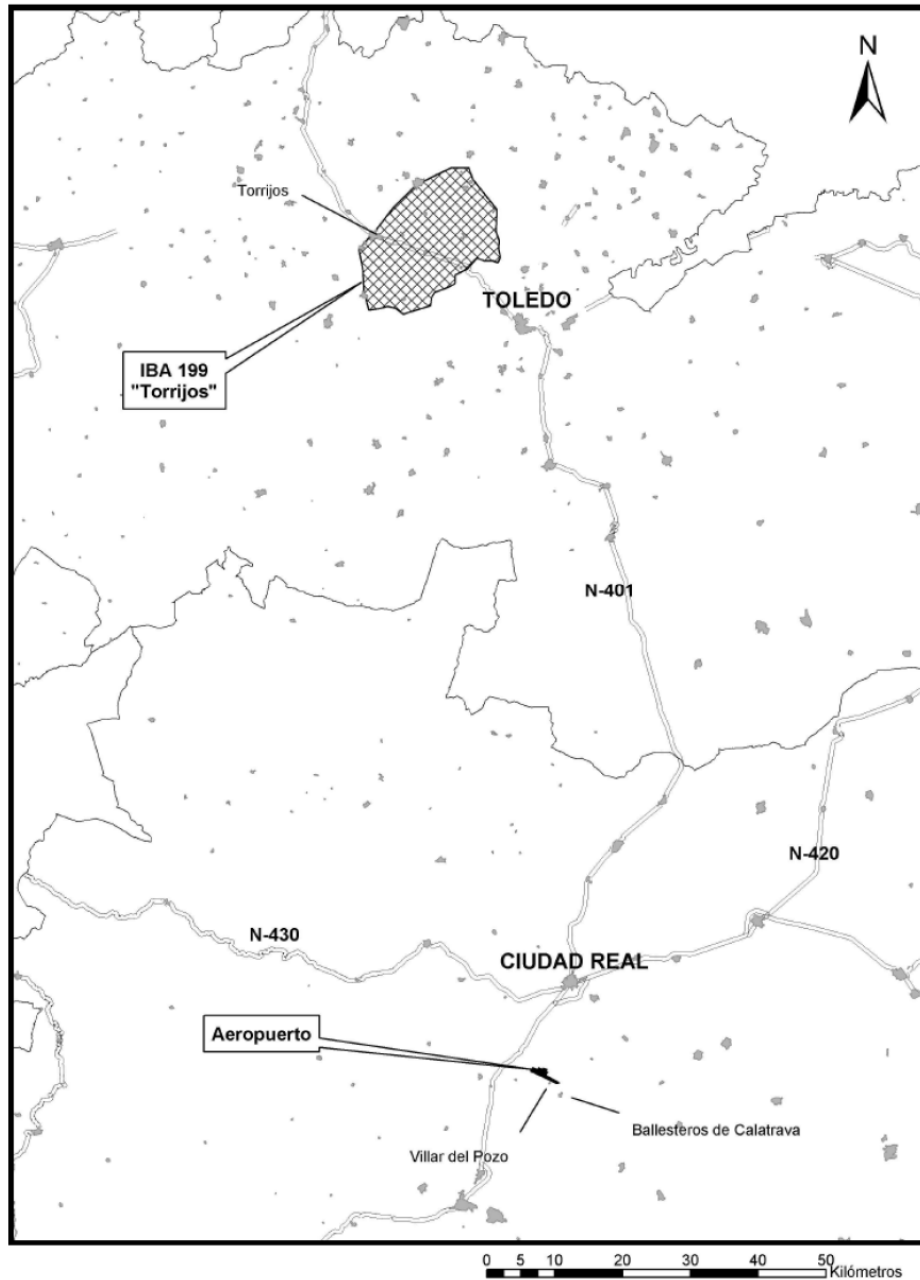 N
Torrijos
TOLEDO
IBA 199
"Torrijos"
N-401
N-420
N-430
CIUDAD REAL
Aeropuerto
Ballesteros de Calatrava
Villar del Pozo
0 5 10 20 30 40 50
Kilómetros